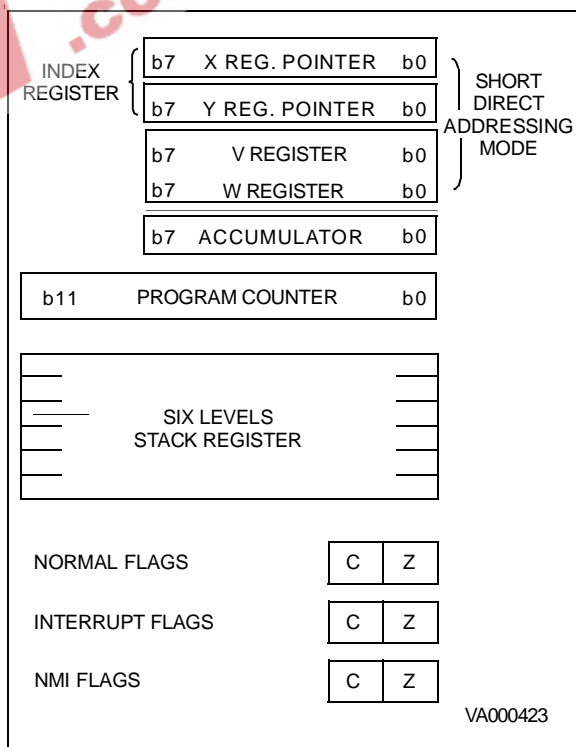 .co
INDEX
REGISTER
b7 X REG. POINTER b0
b7 Y REG. POINTER b0
b7 V REGISTER b0
b7 W REGISTER b0
SHORT
DIRECT
ADDRESSING
MODE
b7 ACCUMULATOR b0
b11 PROGRAM COUNTER b0
SIX LEVELS
STACK REGISTER
NORMAL FLAGS C Z
INTERRUPT FLAGS C Z
NMI FLAGS C Z
VA000423